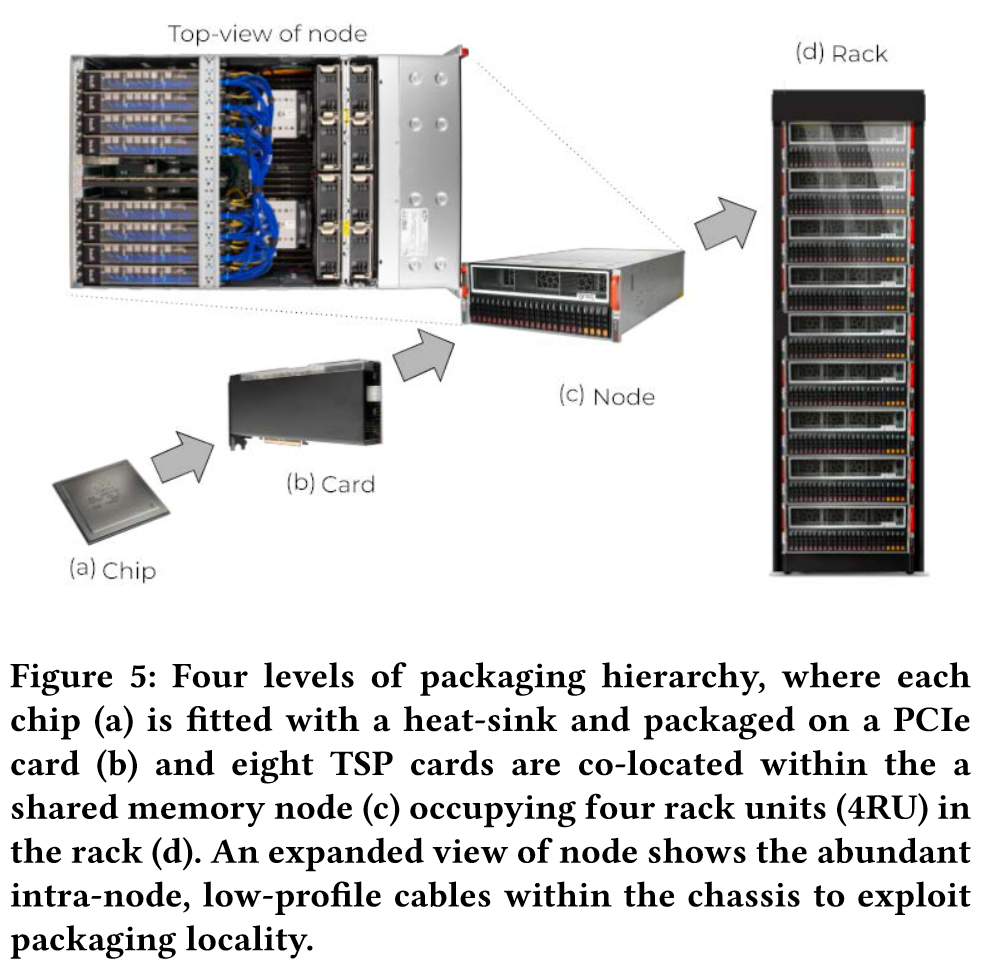 Top-view of node
(d) Rack
(c) Node
(b) Card
(a) Chip
Figure 5: Four levels of packaging hierarchy, where each
chip (a) is fitted with a heat-sink and packaged on a PCIe
card (b) and eight TSP cards are co-located within the a
shared memory node (c) occupying four rack units (4RU) in
the rack (d). An expanded view of node shows the abundant
intra-node, low-profile cables within the chassis to exploit
packaging locality.